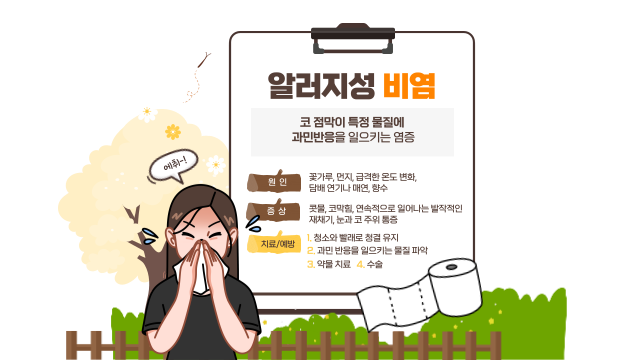 알러지성 비염
코 점막이 특정 물질에
과민반응을 일으키는 염증
에취~!
원 인
꽃가루, 먼지, 급격한 온도 변화,
담배 연기나 매연, 향수
증 상
콧물, 코막힘, 연속적으로 일어나는 발작적인
재채기, 눈과 코 주위 통증
치료/예방
1. 청소와 빨래로 청결 유지
2. 과민 반응을 일으키는 물질 파악
3. 약물 치료 4. 수술